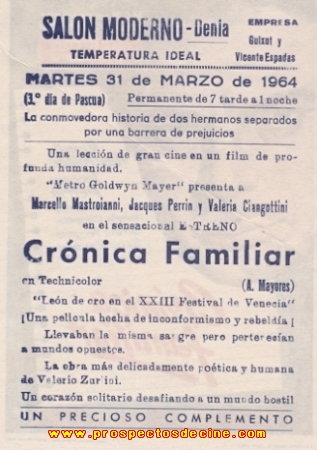 SALON MODERNO - Denia
EMPRESA
Guixot y
Vicente Espadas
TEMPERATURA IDEAL
MARTES 31 de MARZO de 1964
(3.º dia de Pascua) Permanente de 7 tarde a 1 noche
La conmovedora historia de dos hermanos separados
por una barrera de prejuicios
Una lección de gran cine en un film de pro-
funda humanidad.
"Metro Goldwyn Mayer" presenta a
Marcello Mastroianni, Jacques Perrin y Valeria Ciangottini
en el sensacional ESTRENO
Crónica Familiar
en Technicolor (A. Mayores)
"León de oro en el XXIII Festival de Venecia"
¡Una película hecha de inconformismo y rebeldía ¡
Llevaban la misma sangre pero pertenesían
a mundos opuestos.
La obra más delicadamente poética y humana
de Valerio Zurlini.
Un corazón solitario desafiando a un mundo hostil
UN PRECIOSO COMPLEMENTO
www.prospectosdecine.com